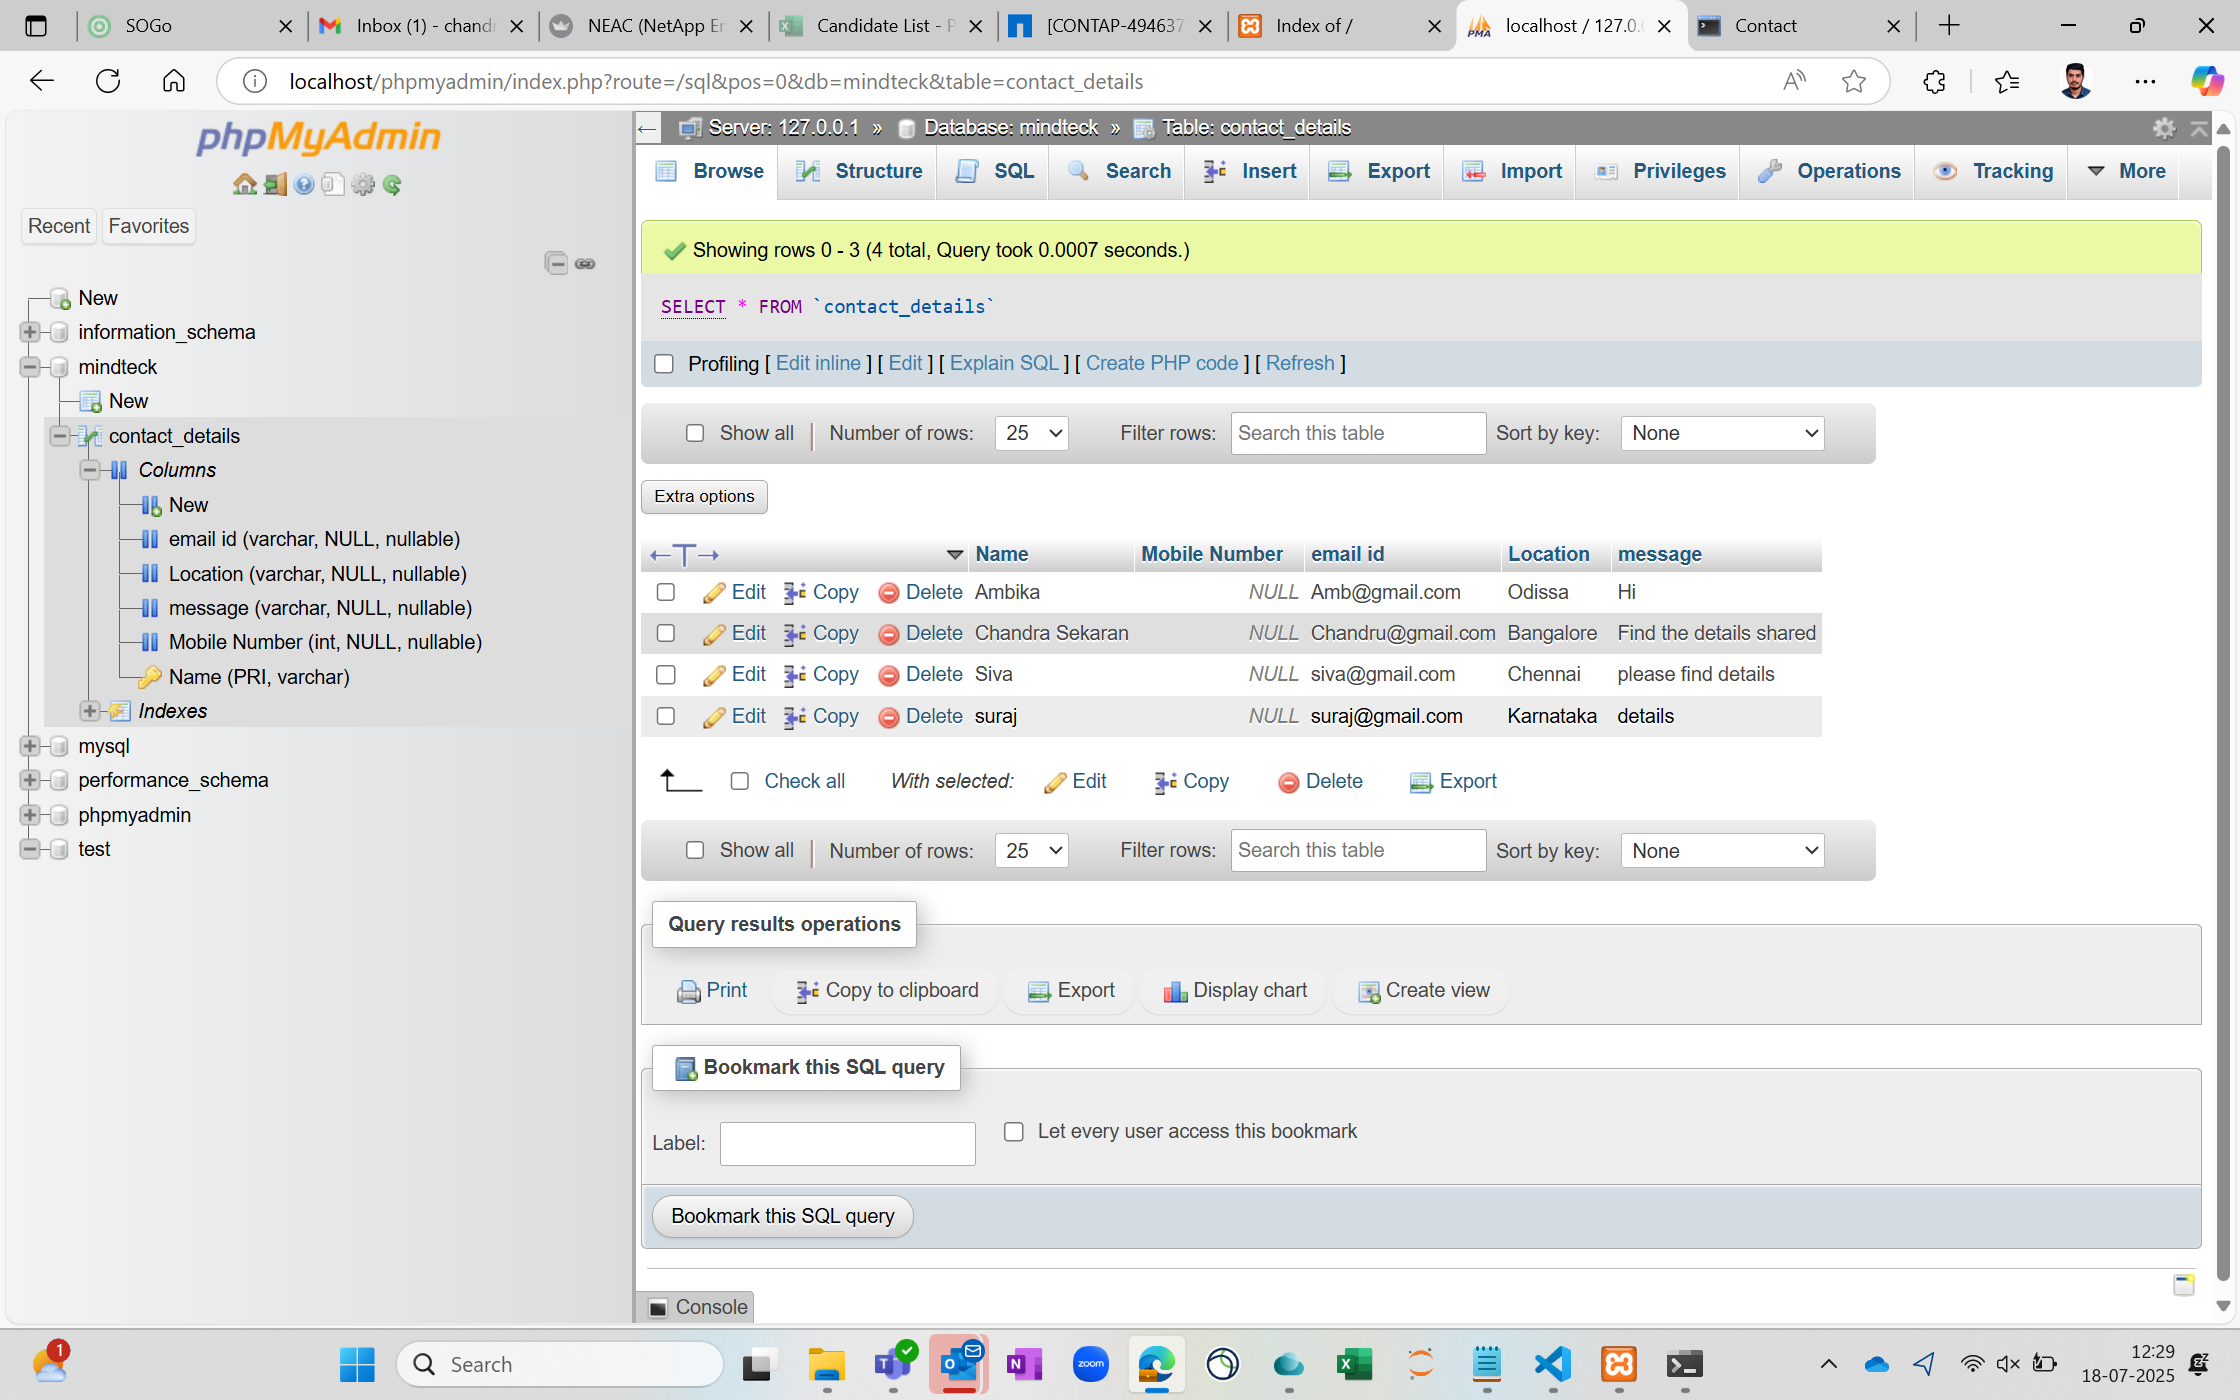 SOGo
Inbox (1) - chand
NEAC (NetApp En
Candidate List - P
[CONTAP-494637
Index of /
localhost / 127.0.
Contact
localhost/phpmyadmin/index.php?route=/sql&pos=0&db=mindteck&table=contact_details
phpMyAdmin
Recent Favorites
New
information_schema
mindteck
New
contact_details
Columns
New
email id (varchar, NULL, nullable)
Location (varchar, NULL, nullable)
message (varchar, NULL, nullable)
Mobile Number (int, NULL, nullable)
Name (PRI, varchar)
Indexes
mysql
performance_schema
phpmyadmin
test
Server: 127.0.0.1 » Database: mindteck » Table: contact_details
Browse Structure SQL Search Insert Export Import Privileges Operations Tracking More
Showing rows 0 - 3 (4 total, Query took 0.0007 seconds.)
SELECT * FROM `contact_details`
Profiling [ Edit inline ] [ Edit ] [ Explain SQL ] [ Create PHP code ] [ Refresh ]
Show all | Number of rows: 25 Filter rows: Search this table Sort by key: None
Extra options
Name Mobile Number email id Location message
Edit Copy Delete Ambika NULL Amb@gmail.com Odissa Hi
Edit Copy Delete Chandra Sekaran NULL Chandru@gmail.com Bangalore Find the details shared
Edit Copy Delete Siva NULL siva@gmail.com Chennai please find details
Edit Copy Delete suraj NULL suraj@gmail.com Karnataka details
Check all With selected: Edit Copy Delete Export
Show all | Number of rows: 25 Filter rows: Search this table Sort by key: None
Query results operations
Print Copy to clipboard Export Display chart Create view
Bookmark this SQL query
Label: Let every user access this bookmark
Bookmark this SQL query
Console
1
Search
zoom
12:29
18-07-2025